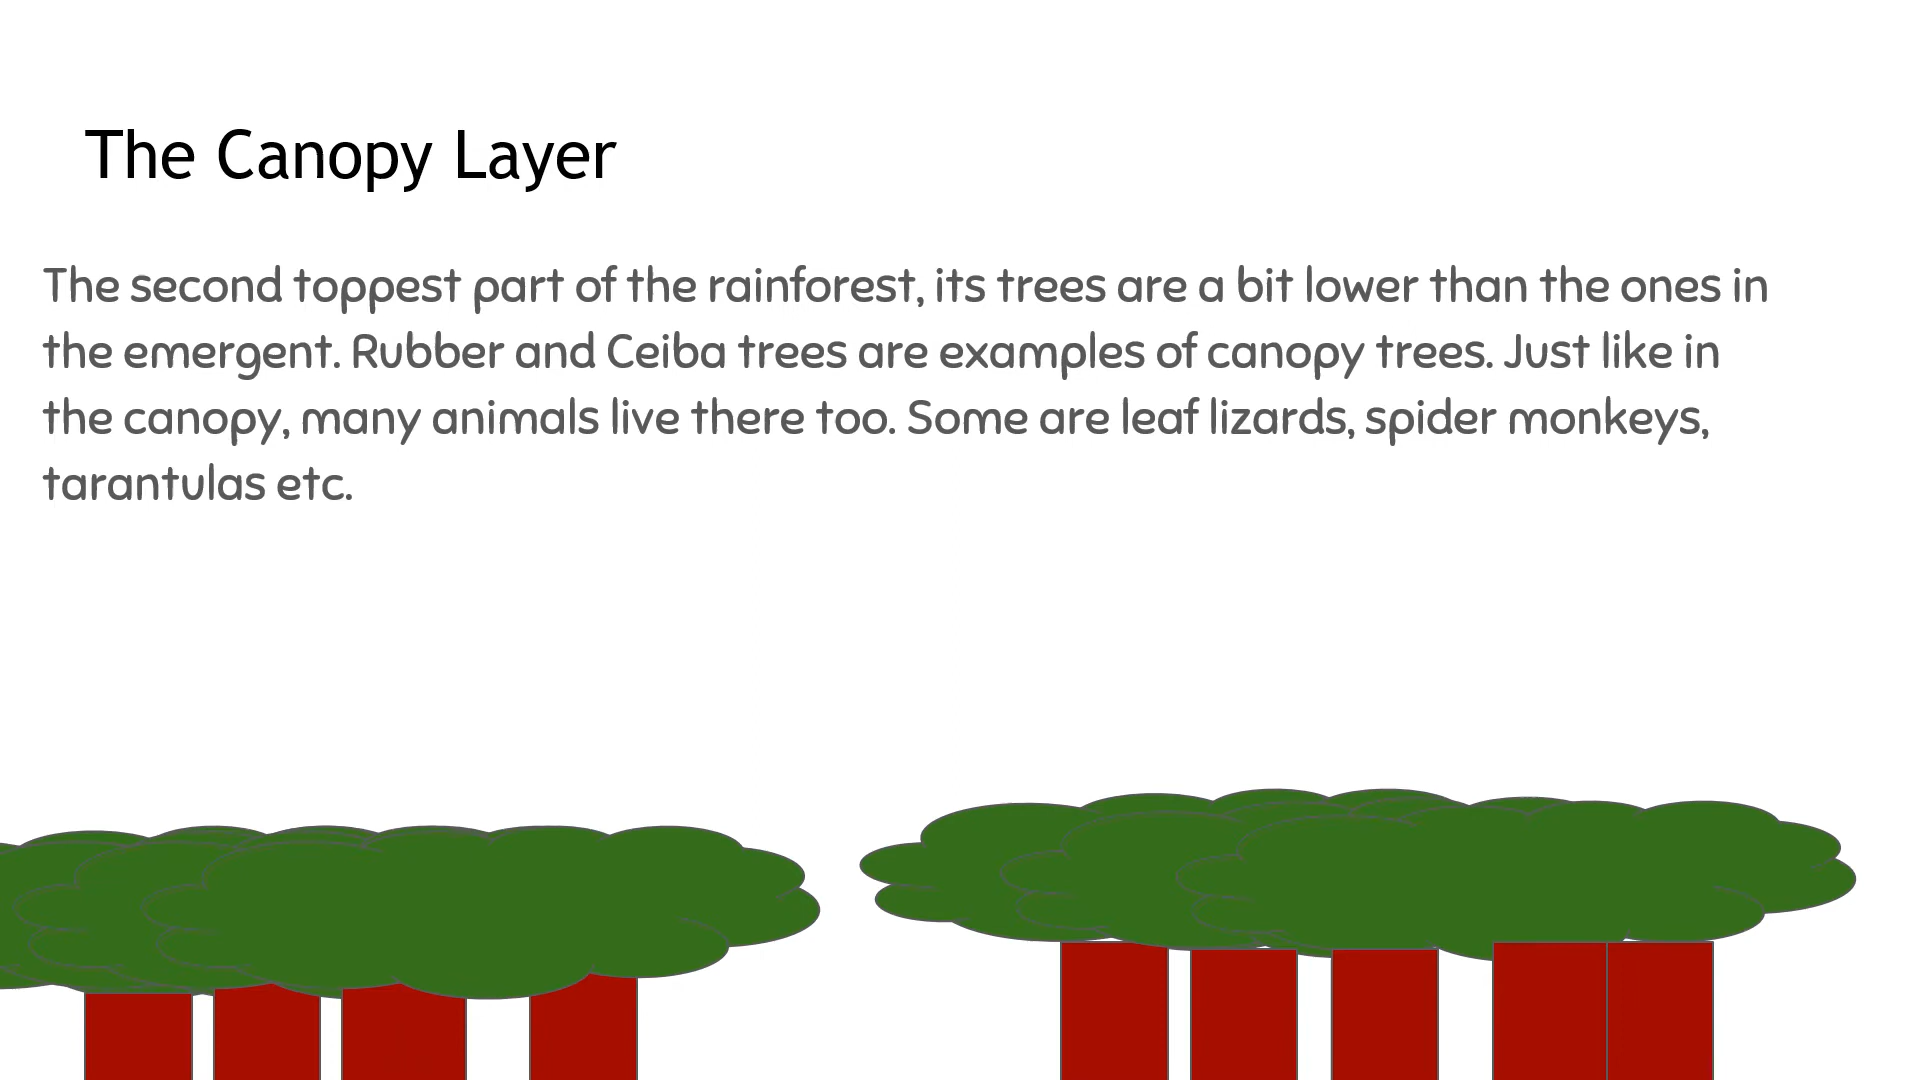 The Canopy Layer
The second toppest part of the rainforest, its trees are a bit lower than the ones in
the emergent. Rubber and Ceiba trees are examples of canopy trees. Just like in
the canopy, many animals live there too. Some are leaf lizards, spider monkeys,
tarantulas etc.